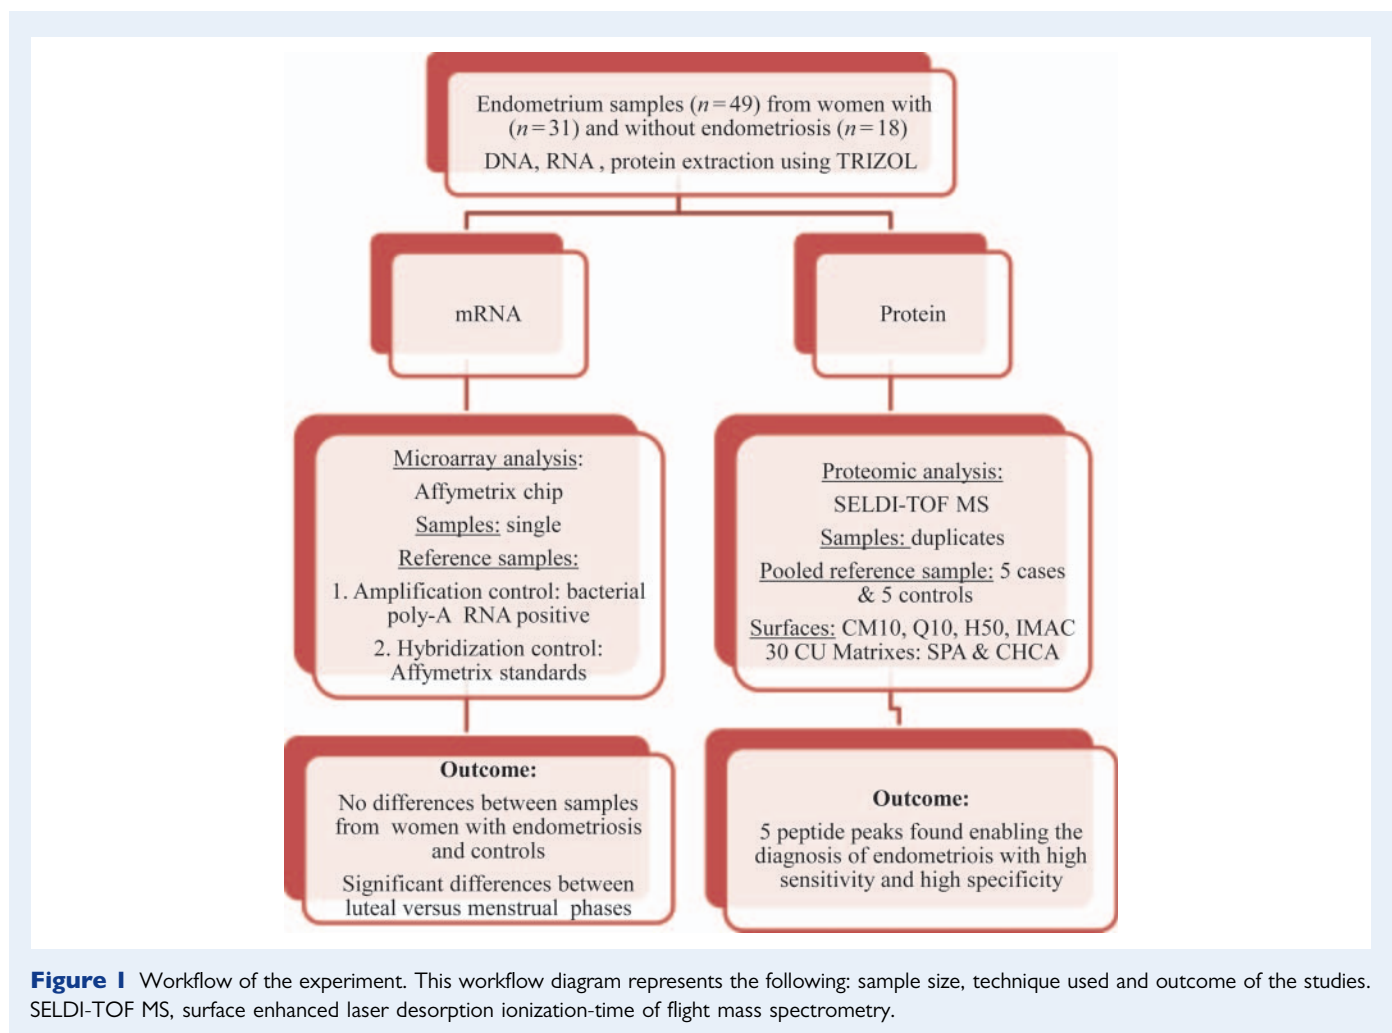 Endometrium samples (n=49) from women with
(n=31) and without endometriosis (n=18)
DNA, RNA , protein extraction using TRIZOL
mRNA
Protein
Microarray analysis:
Affymetrix chip
Samples: single
Reference samples:
1. Amplification control: bacterial
poly-A RNA positive
2. Hybridization control:
Affymetrix standards
Proteomic analysis:
SELDI-TOF MS
Samples: duplicates
Pooled reference sample: 5 cases
& 5 controls
Surfaces: CM10, Q10, H50, IMAC
30 CU Matrixes: SPA & CHCA
Outcome:
No differences between samples
from women with endometriosis
and controls
Significant differences between
luteal versus menstrual phases
Outcome:
5 peptide peaks found enabling the
diagnosis of endometriois with high
sensitivity and high specificity
Figure 1 Workflow of the experiment. This workflow diagram represents the following: sample size, technique used and outcome of the studies.
SELDI-TOF MS, surface enhanced laser desorption ionization-time of flight mass spectrometry.